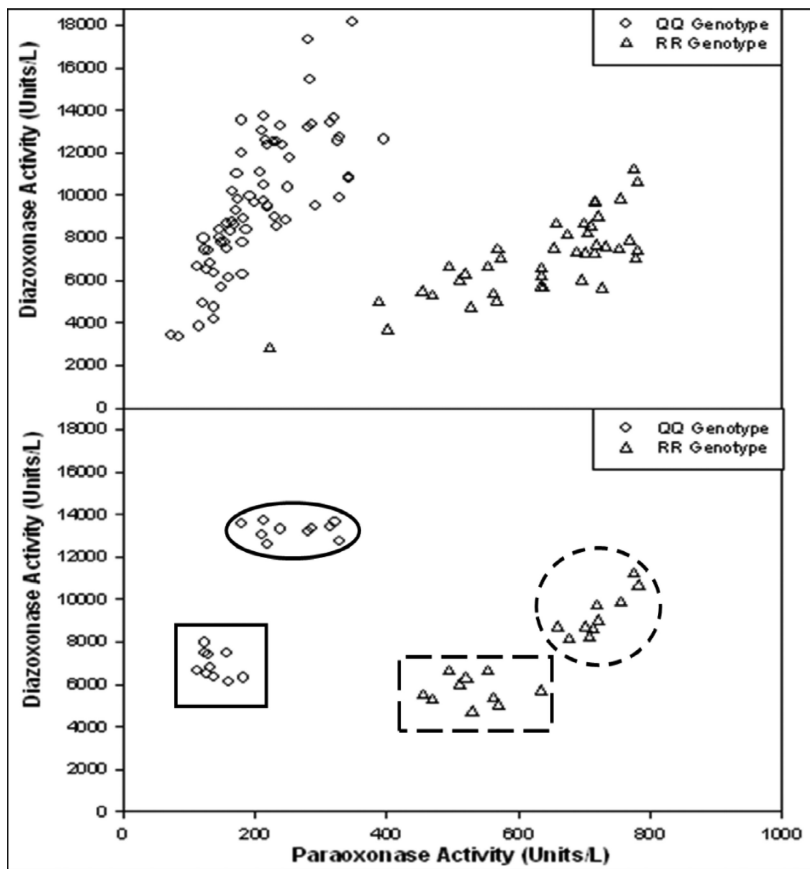 18000
16000
14000
12000
10000
8000
6000
4000
2000
0
Diazoxonase Activity (Units/L)
QQ Genotype
RR Genotype
18000
16000
14000
12000
10000
8000
6000
4000
2000
0
Diazoxonase Activity (Units/L)
QQ Genotype
RR Genotype
0 200 400 600 800 1000
Paraoxonase Activity (Units/L)